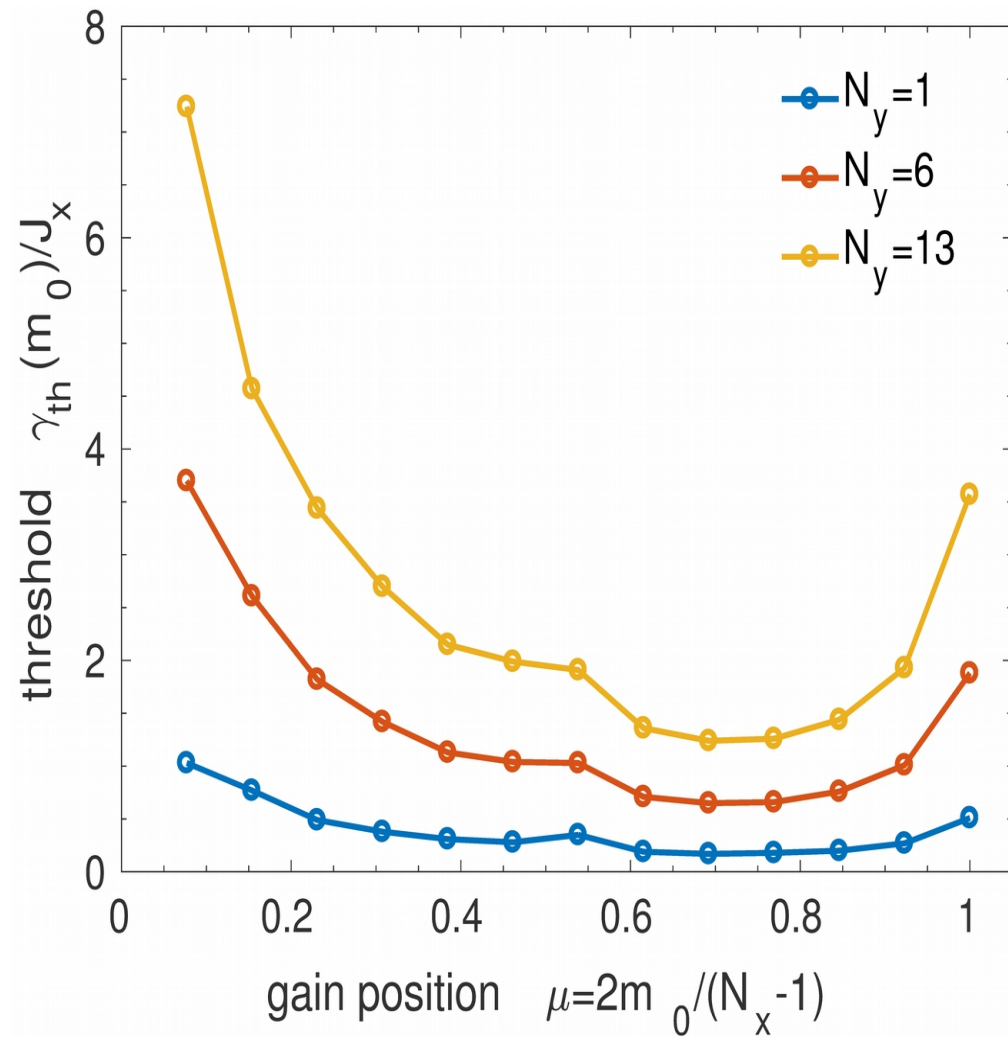 8
6
4
2
0
0 0.2 0.4 0.6 0.8 1
threshold γ_th (m_0)/J_x
gain position μ=2m_0/(N_x-1)
N_y=1
N_y=6
N_y=13